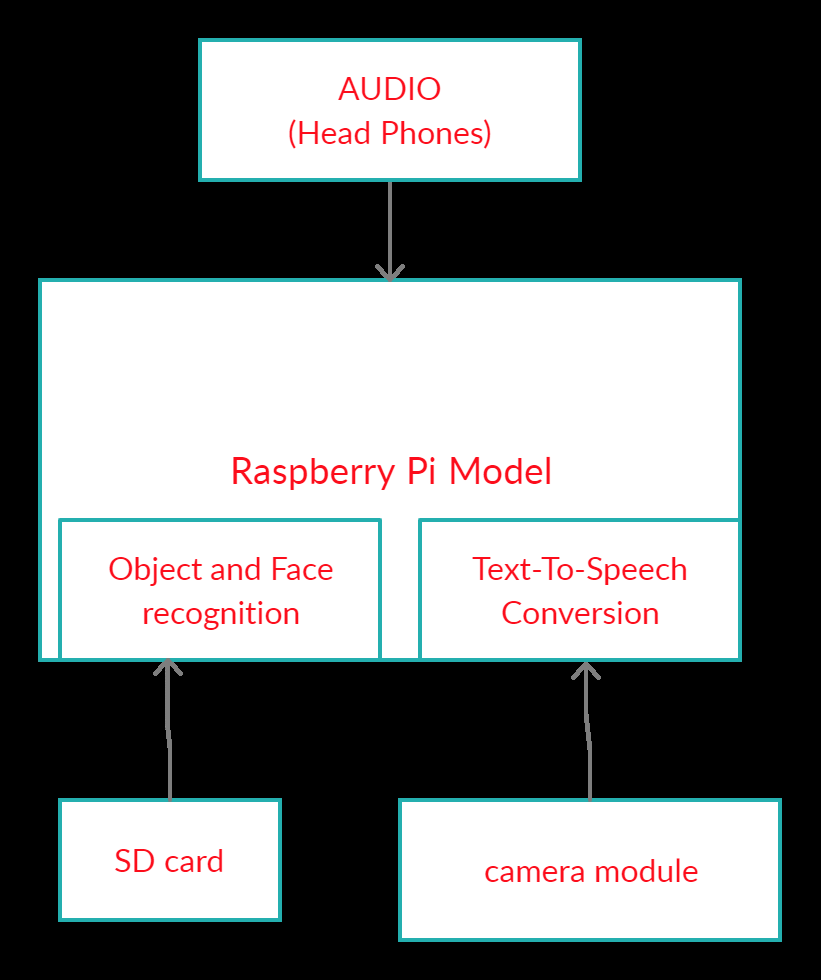 AUDIO
(Head Phones)
Raspberry Pi Model
Object and Face
recognition
Text-To-Speech
Conversion
SD card
camera module